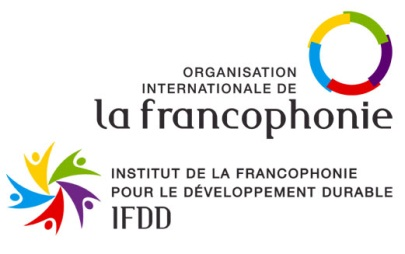 ORGANISATION
INTERNATIONALE DE
la francophonie
INSTITUT DE LA FRANCOPHONIE
POUR LE DÉVELOPPEMENT DURABLE
IFDD